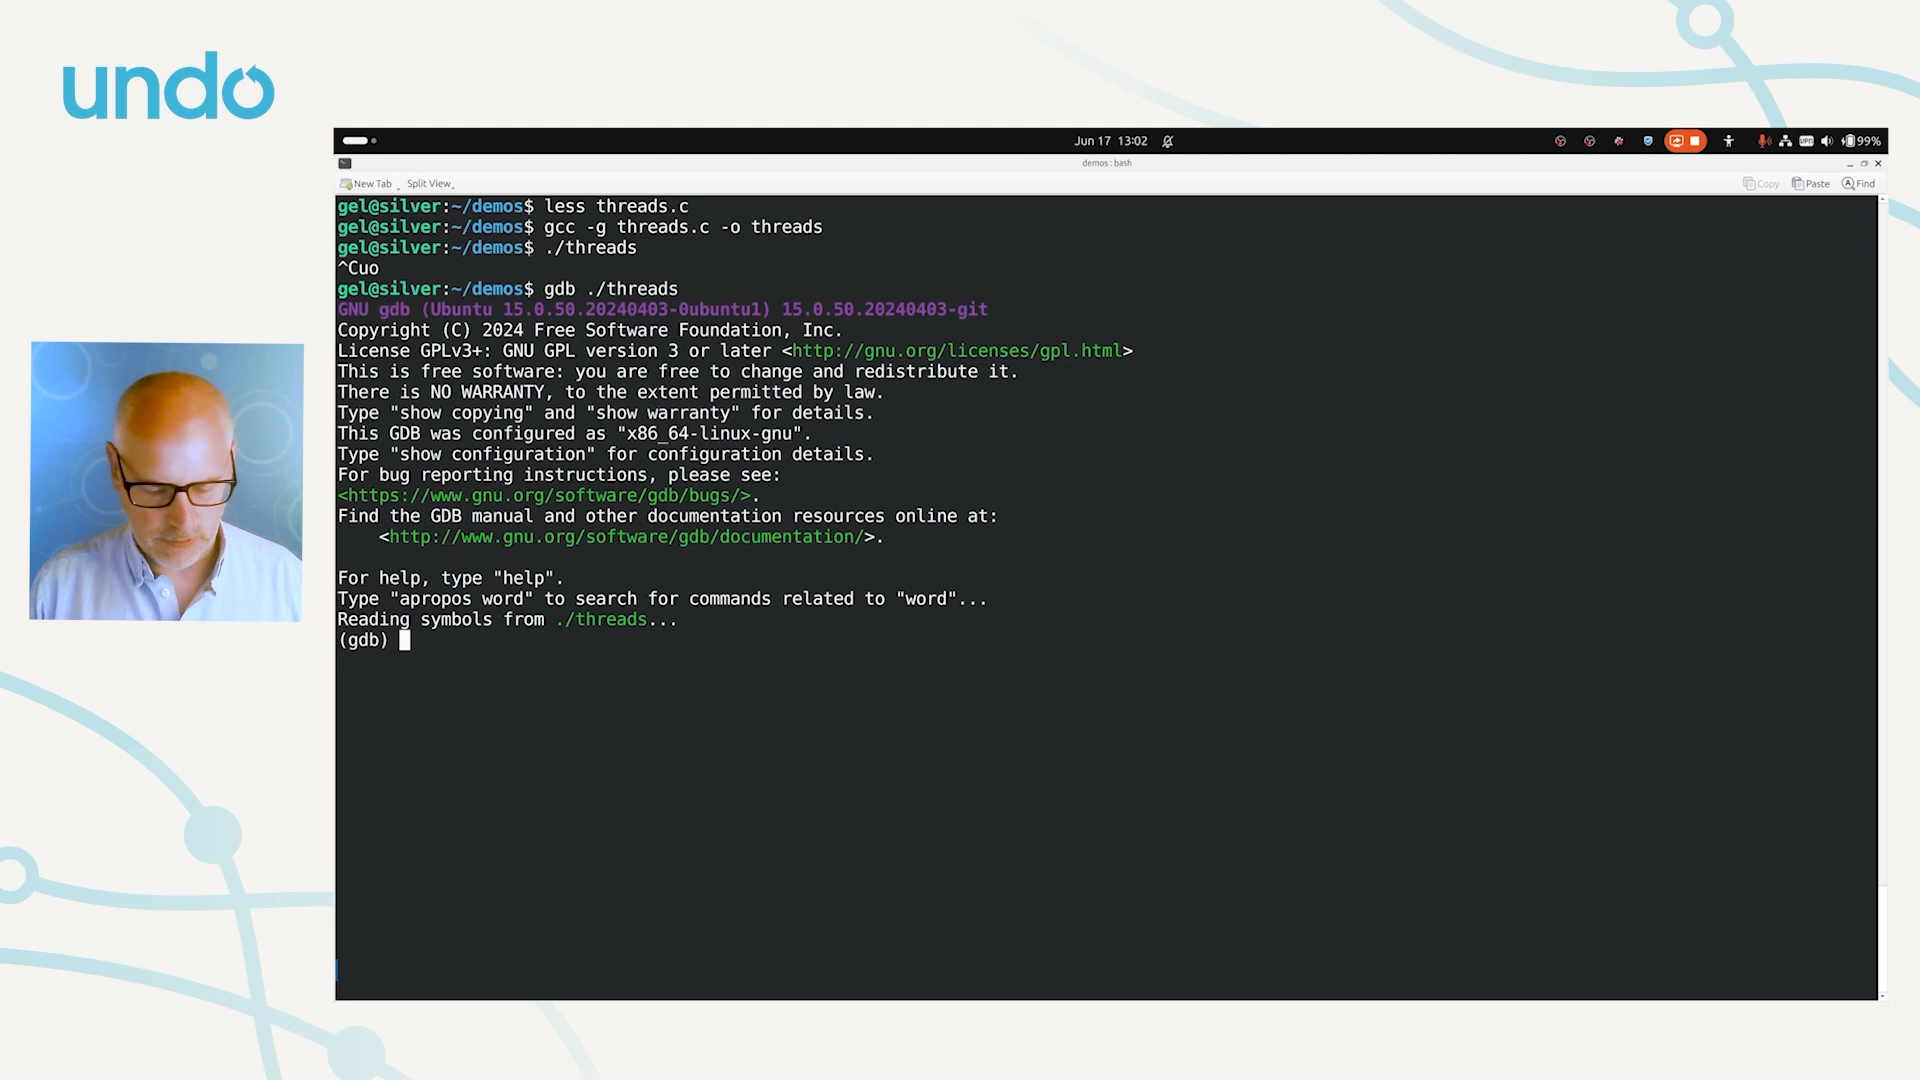 undo
Jun 17 13:02
99%
demos : bash
New Tab Split View
Copy Paste Find
gel@silver:~/demos$ less threads.c
gel@silver:~/demos$ gcc -g threads.c -o threads
gel@silver:~/demos$ ./threads
^Cuo
gel@silver:~/demos$ gdb ./threads
GNU gdb (Ubuntu 15.0.50.20240403-0ubuntu1) 15.0.50.20240403-git
Copyright (C) 2024 Free Software Foundation, Inc.
License GPLv3+: GNU GPL version 3 or later <http://gnu.org/licenses/gpl.html>
This is free software: you are free to change and redistribute it.
There is NO WARRANTY, to the extent permitted by law.
Type "show copying" and "show warranty" for details.
This GDB was configured as "x86_64-linux-gnu".
Type "show configuration" for configuration details.
For bug reporting instructions, please see:
<https://www.gnu.org/software/gdb/bugs/>.
Find the GDB manual and other documentation resources online at:
    <http://www.gnu.org/software/gdb/documentation/>.

For help, type "help".
Type "apropos word" to search for commands related to "word"...
Reading symbols from ./threads...
(gdb)